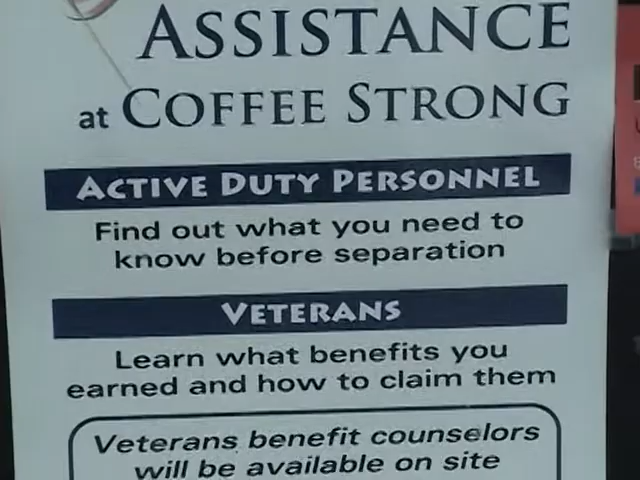 ASSISTANCE
at COFFEE STRONG
ACTIVE DUTY PERSONNEL
Find out what you need to
know before separation
VETERANS
Learn what benefits you
earned and how to claim them
Veterans benefit counselors
will be available on site